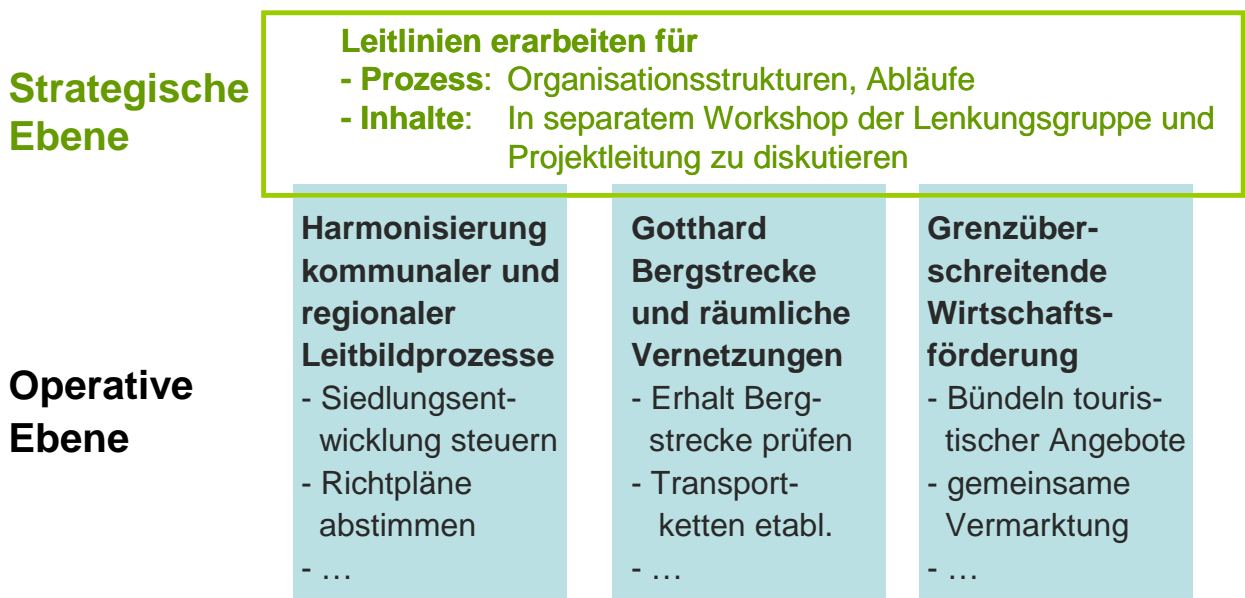 Strategische
Ebene
Leitlinien erarbeiten für
- Prozess: Organisationsstrukturen, Abläufe
- Inhalte: In separatem Workshop der Lenkungsgruppe und
Projektleitung zu diskutieren
Operative
Ebene
Harmonisierung
kommunaler und
regionaler
Leitbildprozesse
- Siedlungsent-
wicklung steuern
- Richtpläne
abstimmen
- …
Gotthard
Bergstrecke
und räumliche
Vernetzungen
- Erhalt Berg-
strecke prüfen
- Transport-
ketten etabl.
- …
Grenzüber-
schreitende
Wirtschafts-
förderung
- Bündeln touris-
tischer Angebote
- gemeinsame
Vermarktung
- …